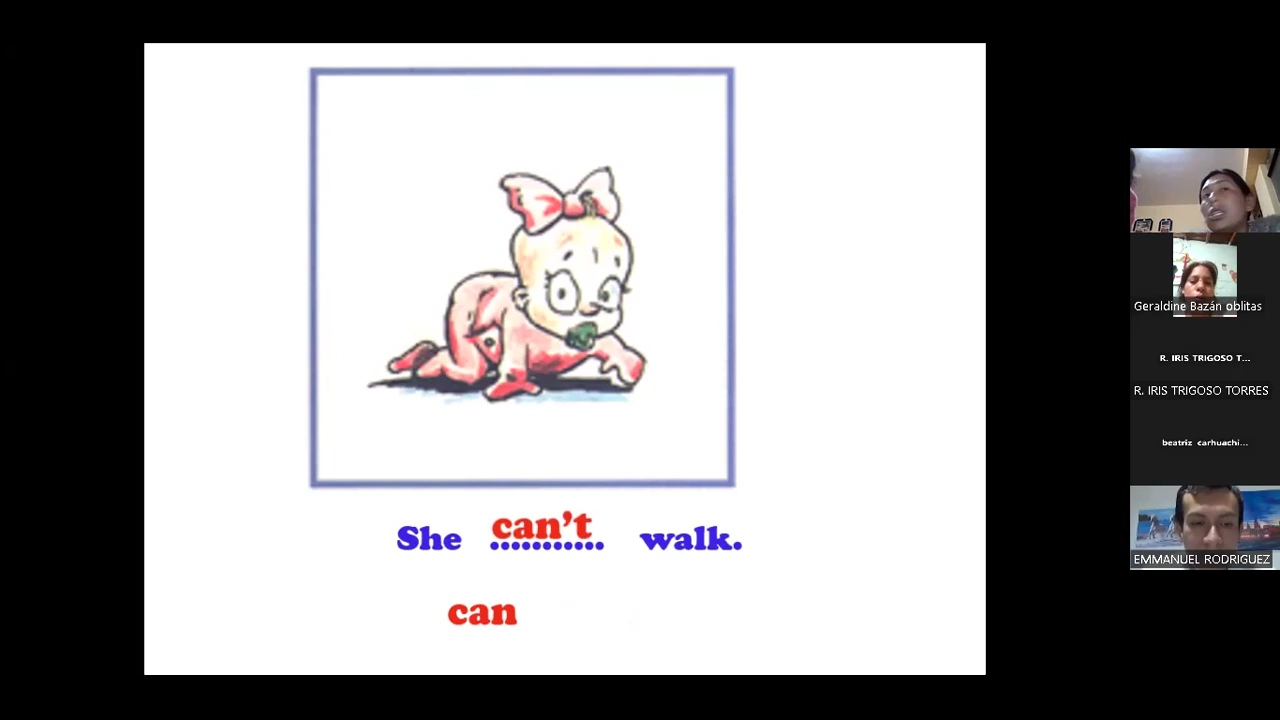 She can't walk.
can
Geraldine Bazán oblitas
R. IRIS TRIGOSO T...
R. IRIS TRIGOSO TORRES
beatriz carhuachi...
EMMANUEL RODRIGUEZ